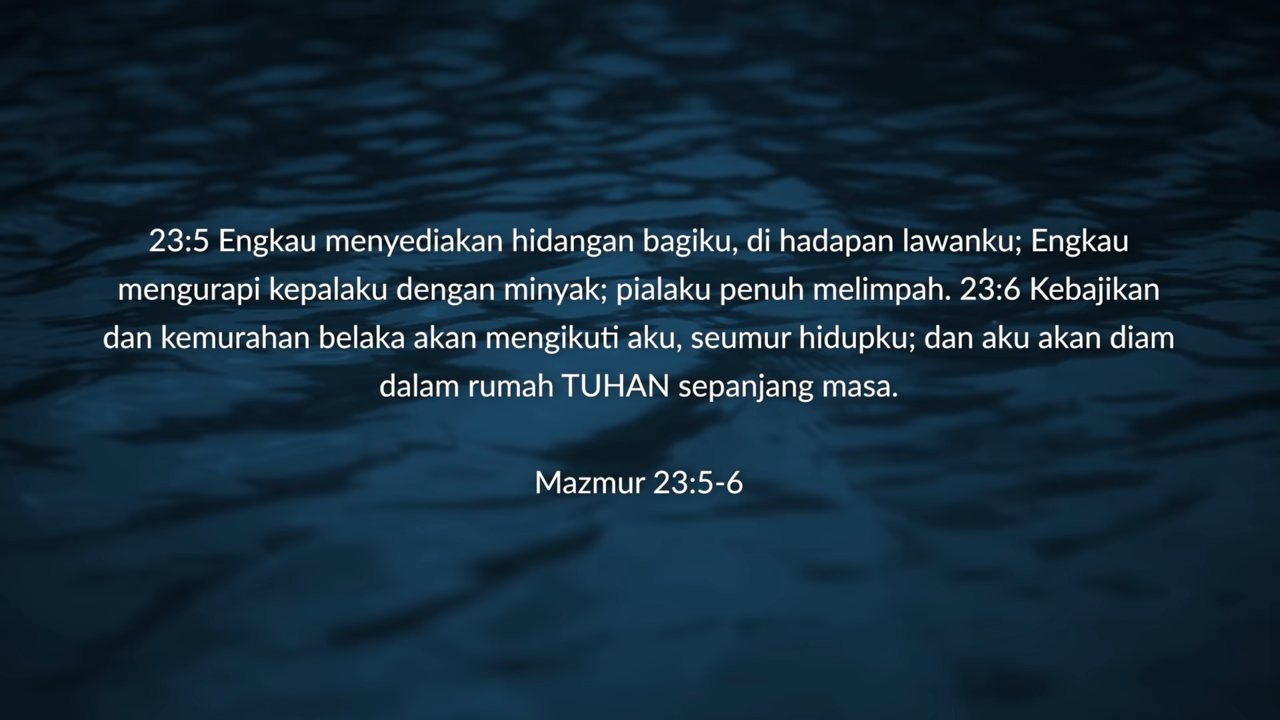 23:5 Engkau menyediakan hidangan bagiku, di hadapan lawanku; Engkau
mengurapi kepalaku dengan minyak; pialaku penuh melimpah. 23:6 Kebajikan
dan kemurahan belaka akan mengikuti aku, seumur hidupku; dan aku akan diam
dalam rumah TUHAN sepanjang masa.
Mazmur 23:5-6